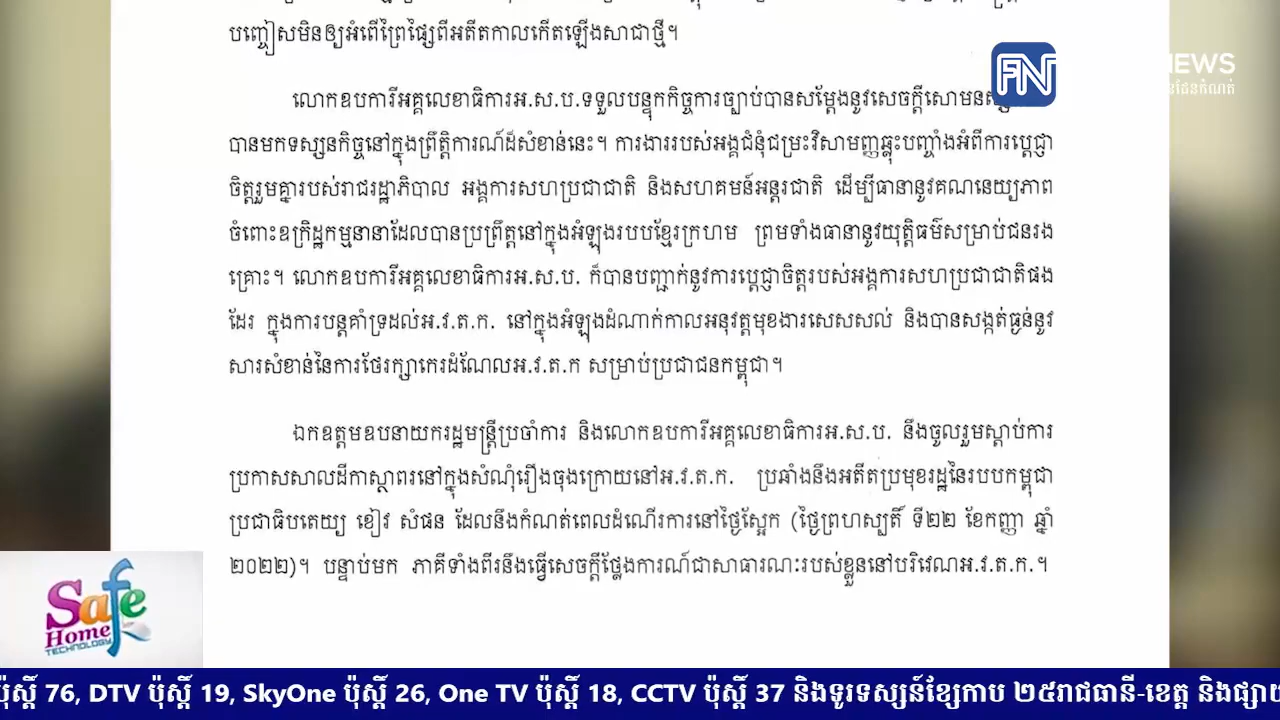 បញ្ចៀសមិនឲ្យអំពើព្រៃផ្សៃពីអតីតកាលកើតឡើងសាជាថ្មី។
លោកឧបការីអគ្គលេខាធិការអ.ស.ប.ទទួលបន្ទុកកិច្ចការច្បាប់បានសម្តែងនូវសេចក្តីសោមនស្ស
បានមកទស្សនកិច្ចនៅក្នុងព្រឹត្តិការណ៍ដ៏សំខាន់នេះ។ ការងាររបស់អង្គជំនុំជម្រះវិសាមញ្ញឆ្លុះបញ្ចាំងអំពីការប្តេជ្ញា
ចិត្តរួមគ្នារបស់រាជរដ្ឋាភិបាល អង្គការសហប្រជាជាតិ និងសហគមន៍អន្តរជាតិ ដើម្បីធានានូវគណនេយ្យភាព
ចំពោះឧក្រិដ្ឋកម្មនានាដែលបានប្រព្រឹត្តនៅក្នុងអំឡុងរបបខ្មែរក្រហម ព្រមទាំងធានានូវយុត្តិធម៌សម្រាប់ជនរង
គ្រោះ។ លោកឧបការីអគ្គលេខាធិការអ.ស.ប. ក៏បានបញ្ជាក់នូវការប្តេជ្ញាចិត្តរបស់អង្គការសហប្រជាជាតិផង
ដែរ ក្នុងការបន្តគាំទ្រដល់អ.វ.ត.ក. នៅក្នុងអំឡុងដំណាក់កាលអនុវត្តមុខងារសេសសល់ និងបានសង្កត់ធ្ងន់នូវ
សារសំខាន់នៃការថែរក្សាកេរដំណែលអ.វ.ត.ក សម្រាប់ប្រជាជនកម្ពុជា។
ឯកឧត្តមឧបនាយករដ្ឋមន្ត្រីប្រចាំការ និងលោកឧបការីអគ្គលេខាធិការអ.ស.ប. នឹងចូលរួមស្តាប់ការ
ប្រកាសសាលដីកាស្ថាពរនៅក្នុងសំណុំរឿងចុងក្រោយនៅអ.វ.ត.ក. ប្រឆាំងនឹងអតីតប្រមុខរដ្ឋនៃរបបកម្ពុជា
ប្រជាធិបតេយ្យ ខៀវ សំផន ដែលនឹងកំណត់ពេលដំណើរការនៅថ្ងៃស្អែក (ថ្ងៃព្រហស្បតិ៍ ទី២២ ខែកញ្ញា ឆ្នាំ
២០២២)។ បន្ទាប់មក ភាគីទាំងពីរនឹងធ្វើសេចក្តីថ្លែងការណ៍ជាសាធារណៈរបស់ខ្លួននៅបរិវេណអ.វ.ត.ក.។
FN
NEWS
Safe
Home
TECHNOLOGY
ប៉ុស្តិ៍ 76, DTV ប៉ុស្តិ៍ 19, SkyOne ប៉ុស្តិ៍ 26, One TV ប៉ុស្តិ៍ 18, CCTV ប៉ុស្តិ៍ 37 និងទូរទស្សន៍ខ្សែកាប ២៥រាជធានី-ខេត្ត និងផ្សាយ